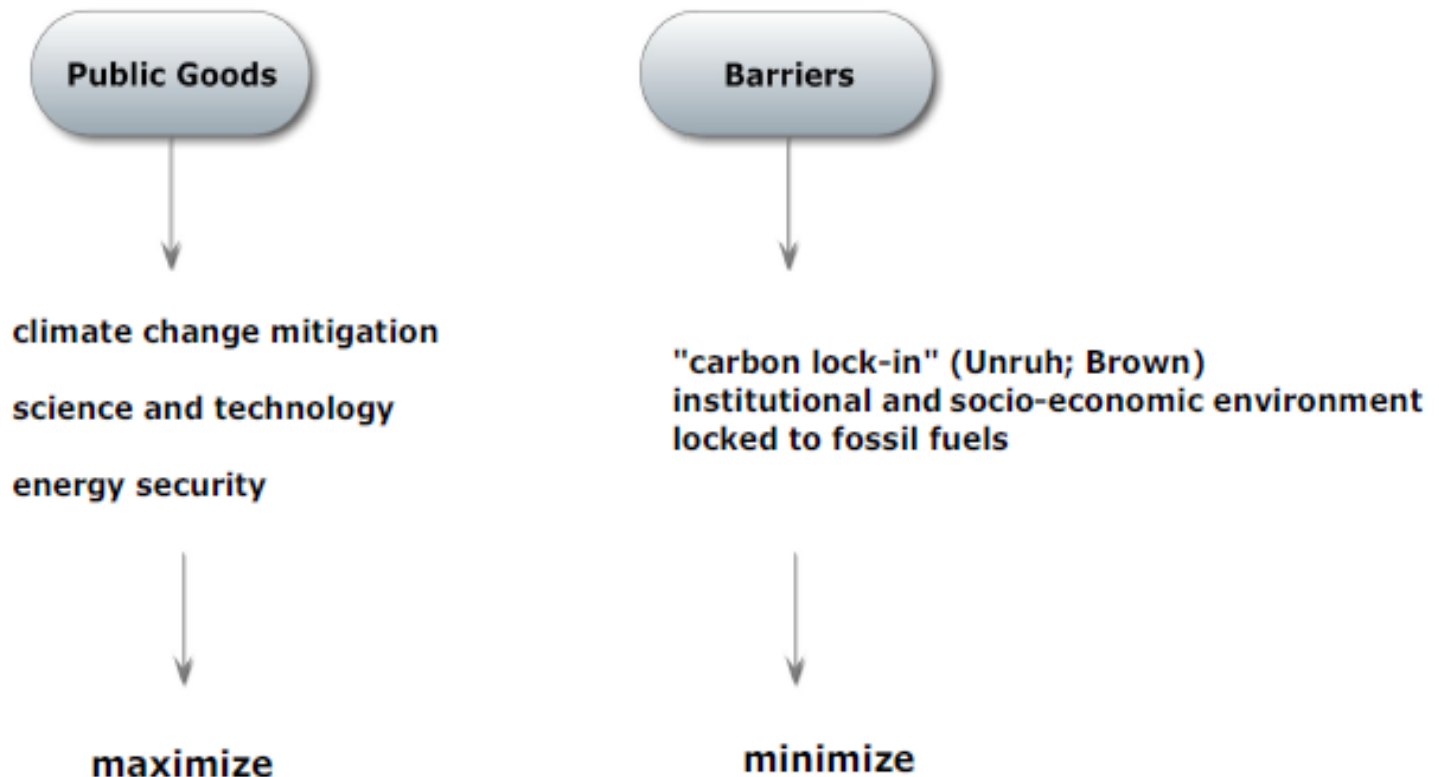 Public Goods
Barriers
climate change mitigation
science and technology
energy security
"carbon lock-in" (Unruh; Brown)
institutional and socio-economic environment
locked to fossil fuels
maximize
minimize